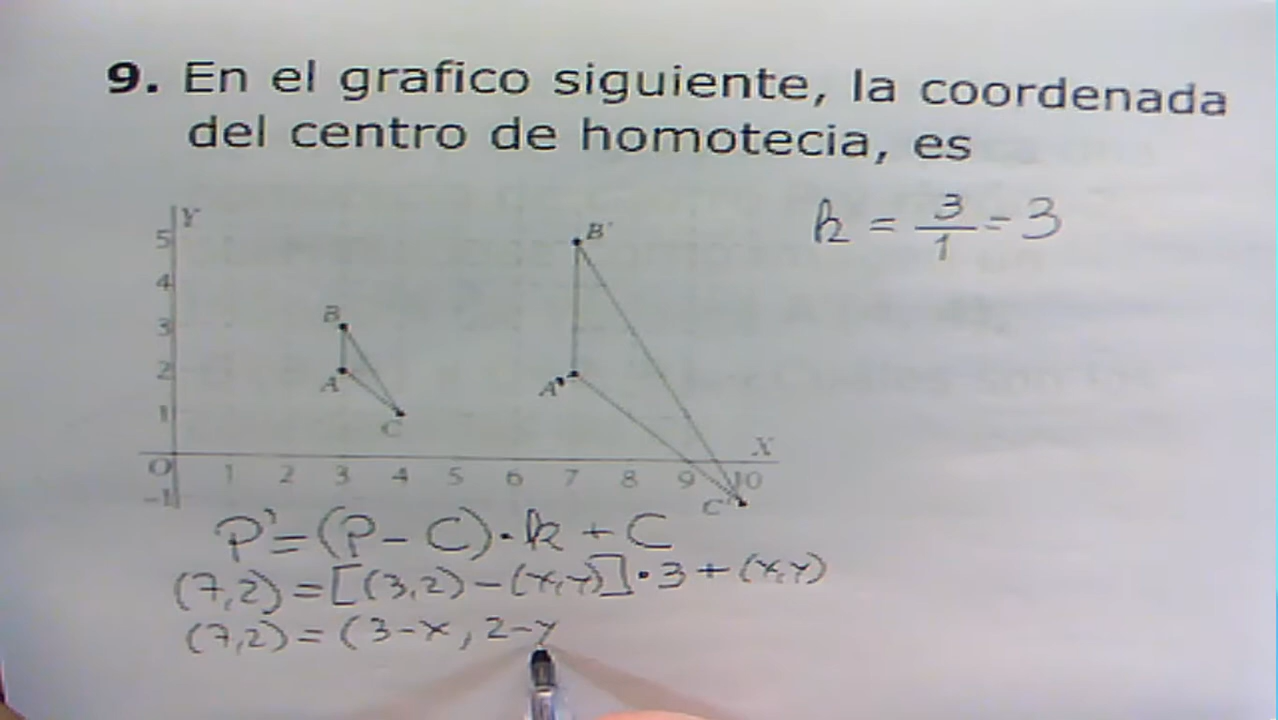 9. En el grafico siguiente, la coordenada
del centro de homotecia, es
k = 3/1 = 3
Y
5
4
3
2
1
O
-1
B
A
C
B'
A'
C'
1 2 3 4 5 6 7 8 9 10
X
P' = (P - C) · k + C
(7,2) = [(3,2) - (x,y)] · 3 + (x,y)
(7,2) = (3-x, 2-y